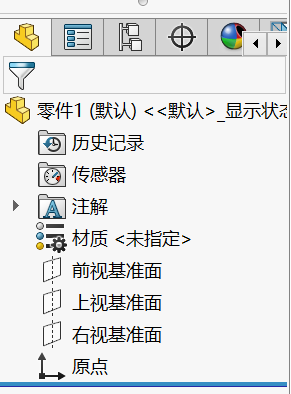 零件1 (默认) <<默认>_显示状态
历史记录
传感器
注解
材质 <未指定>
前视基准面
上视基准面
右视基准面
原点